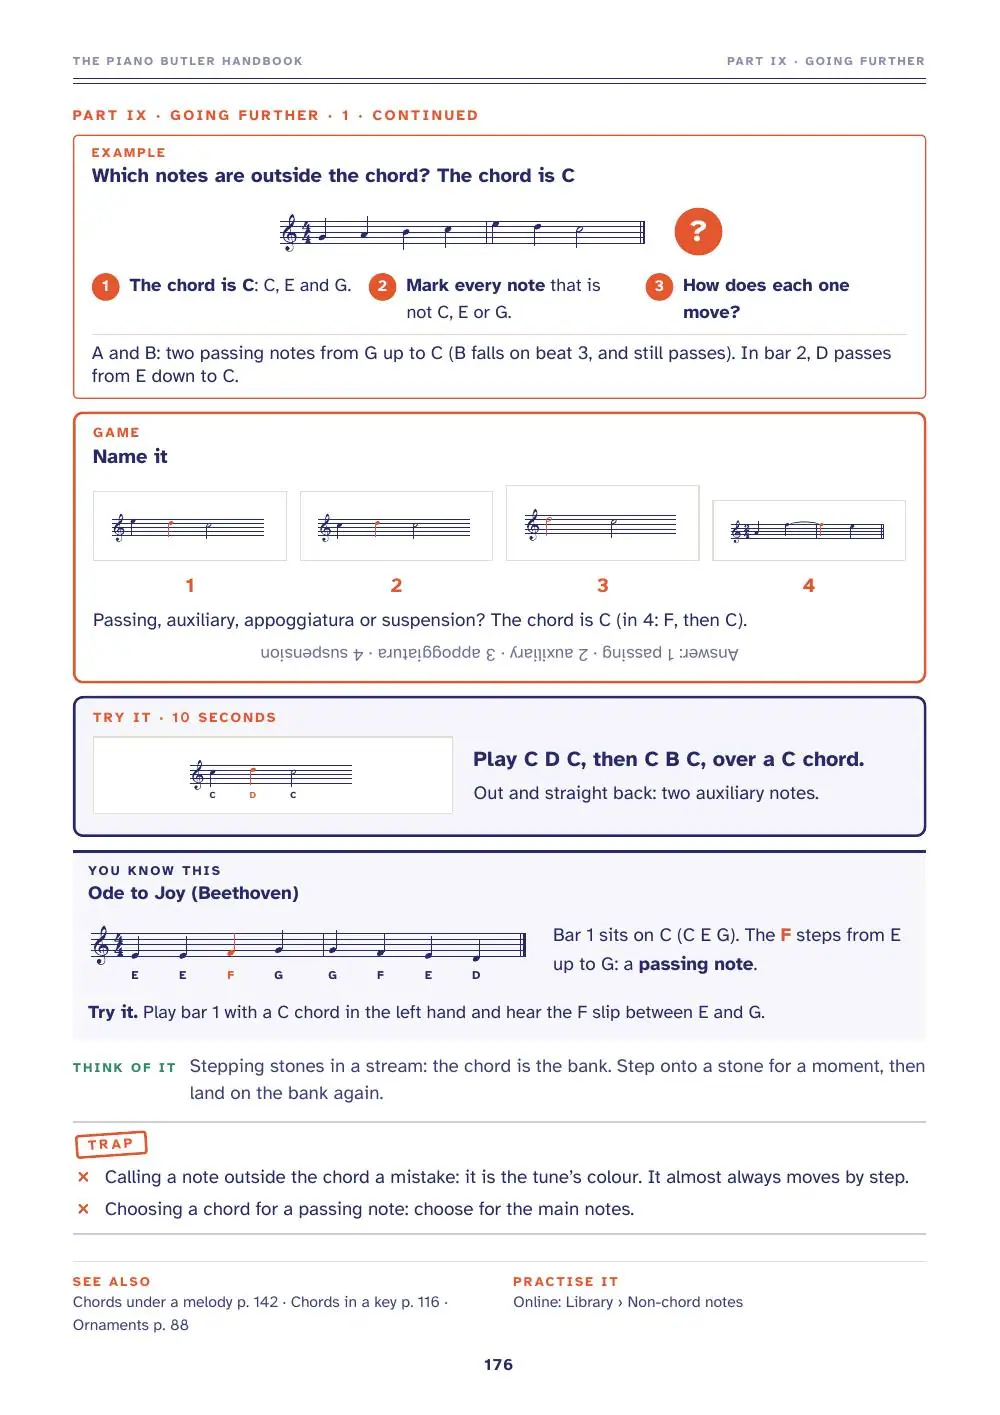 THE PIANO BUTLER HANDBOOK
PART IX · GOING FURTHER
PART IX · GOING FURTHER · 1 · CONTINUED
EXAMPLE
Which notes are outside the chord? The chord is C
?
1 The chord is C: C, E and G.
2 Mark every note that is
not C, E or G.
3 How does each one
move?
A and B: two passing notes from G up to C (B falls on beat 3, and still passes). In bar 2, D passes
from E down to C.
GAME
Name it
1 2 3 4
Passing, auxiliary, appoggiatura or suspension? The chord is C (in 4: F, then C).
Answer: 1 passing · 2 auxiliary · 3 appoggiatura · 4 suspension
TRY IT · 10 SECONDS
C D C
Play C D C, then C B C, over a C chord.
Out and straight back: two auxiliary notes.
YOU KNOW THIS
Ode to Joy (Beethoven)
E E F G G F E D
Bar 1 sits on C (C E G). The F steps from E
up to G: a passing note.
Try it. Play bar 1 with a C chord in the left hand and hear the F slip between E and G.
THINK OF IT Stepping stones in a stream: the chord is the bank. Step onto a stone for a moment, then
land on the bank again.
TRAP
× Calling a note outside the chord a mistake: it is the tune’s colour. It almost always moves by step.
× Choosing a chord for a passing note: choose for the main notes.
SEE ALSO
Chords under a melody p. 142 · Chords in a key p. 116 ·
Ornaments p. 88
PRACTISE IT
Online: Library › Non-chord notes
176